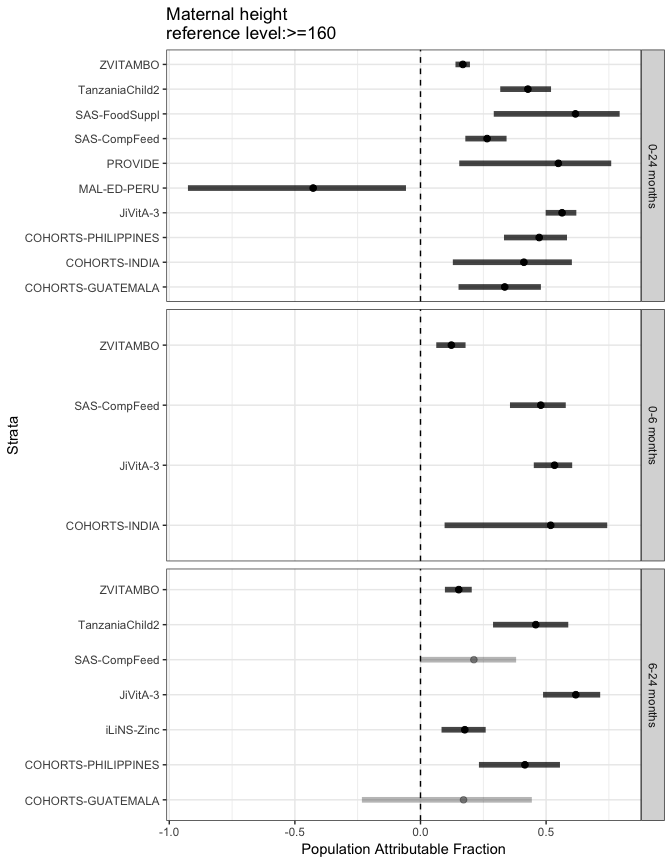 Maternal height
reference level:>=160
ZVITAMBO
TanzaniaChild2
SAS-FoodSuppl
SAS-CompFeed
PROVIDE
MAL-ED-PERU
JiVitA-3
COHORTS-PHILIPPINES
COHORTS-INDIA
COHORTS-GUATEMALA
0-24 months
ZVITAMBO
SAS-CompFeed
JiVitA-3
COHORTS-INDIA
0-6 months
ZVITAMBO
TanzaniaChild2
SAS-CompFeed
JiVitA-3
iLiNS-Zinc
COHORTS-PHILIPPINES
COHORTS-GUATEMALA
6-24 months
Strata
-1.0 -0.5 0.0 0.5
Population Attributable Fraction